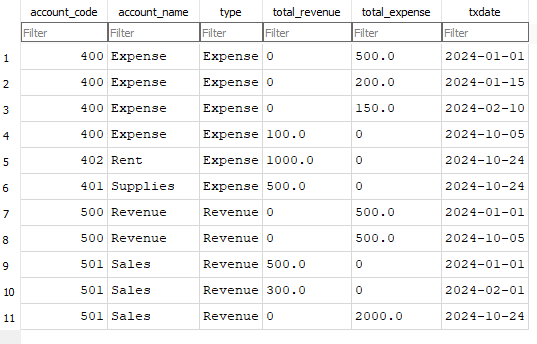 account_code account_name type total_revenue total_expense txdate
Filter Filter Filter Filter Filter Filter
1 400 Expense Expense 0 500.0 2024-01-01
2 400 Expense Expense 0 200.0 2024-01-15
3 400 Expense Expense 0 150.0 2024-02-10
4 400 Expense Expense 100.0 0 2024-10-05
5 402 Rent Expense 1000.0 0 2024-10-24
6 401 Supplies Expense 500.0 0 2024-10-24
7 500 Revenue Revenue 0 500.0 2024-01-01
8 500 Revenue Revenue 0 500.0 2024-10-05
9 501 Sales Revenue 500.0 0 2024-01-01
10 501 Sales Revenue 300.0 0 2024-02-01
11 501 Sales Revenue 0 2000.0 2024-10-24